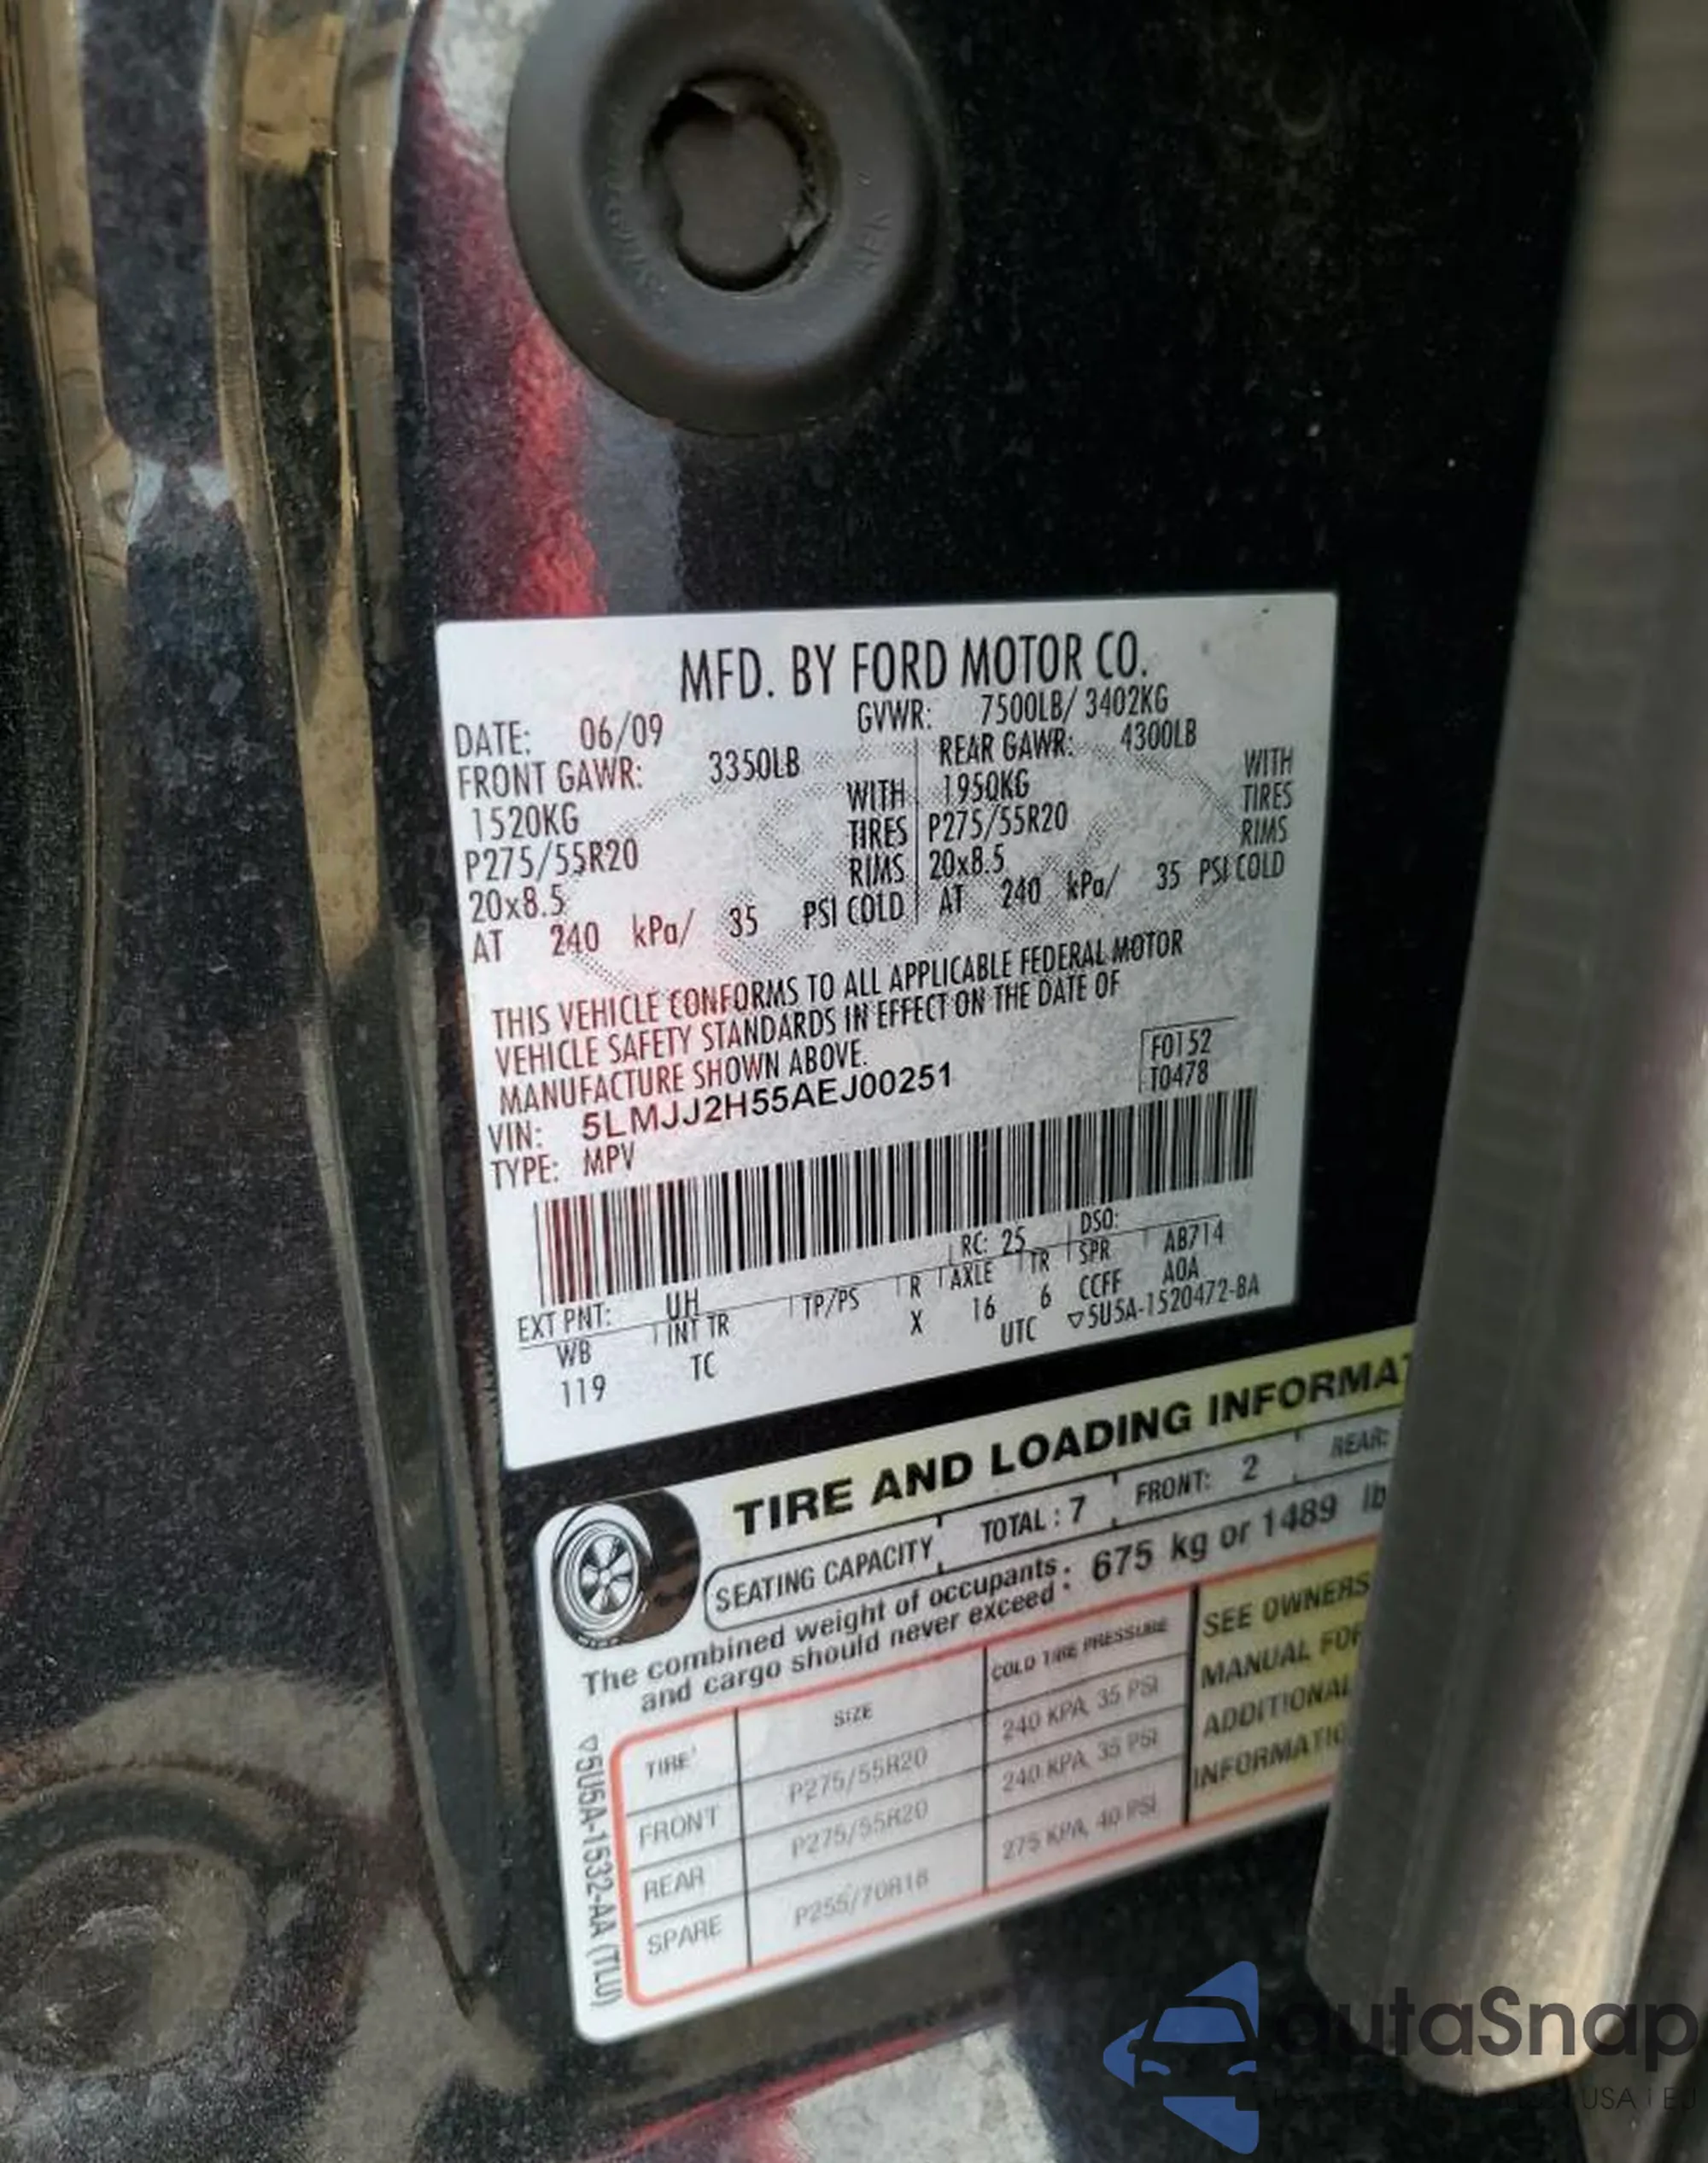 MFD. BY FORD MOTOR CO.
DATE: 06/09 GVWR: 7500LB/ 3402KG
FRONT GAWR: 3350LB REAR GAWR: 4300LB
1520KG WITH 1950KG WITH
P275/55R20 TIRES P275/55R20 TIRES
20x8.5 RIMS 20x8.5 RIMS
AT 240 kPa/ 35 PSI COLD AT 240 kPa/ 35 PSI COLD
THIS VEHICLE CONFORMS TO ALL APPLICABLE FEDERAL MOTOR
VEHICLE SAFETY STANDARDS IN EFFECT ON THE DATE OF
MANUFACTURE SHOWN ABOVE.
F0152
VIN: 5LMJJ2H55AEJ00251 T0478
TYPE: MPV
EXT PNT: UH RC: 25 DSO:
WB INT TR TP/PS R AXLE TR SPR AB714
119 TC X 16 6 CCFF A0A
UTC ▽5U5A-1520472-BA
TIRE AND LOADING INFORMAT
SEATING CAPACITY TOTAL : 7 FRONT: 2 REAR:
The combined weight of occupants
and cargo should never exceed : 675 kg or 1489 lb
TIRE SIZE COLD TIRE PRESSURE
FRONT P275/55R20 240 KPA, 35 PSI
REAR P275/55R20 240 KPA, 35 PSI
SPARE P255/70R18 275 KPA, 40 PSI
SEE OWNERS
MANUAL FOR
ADDITIONAL
INFORMATIO
▽5U5A-1532-AA (TLU)
autaSnap
USA | EJ